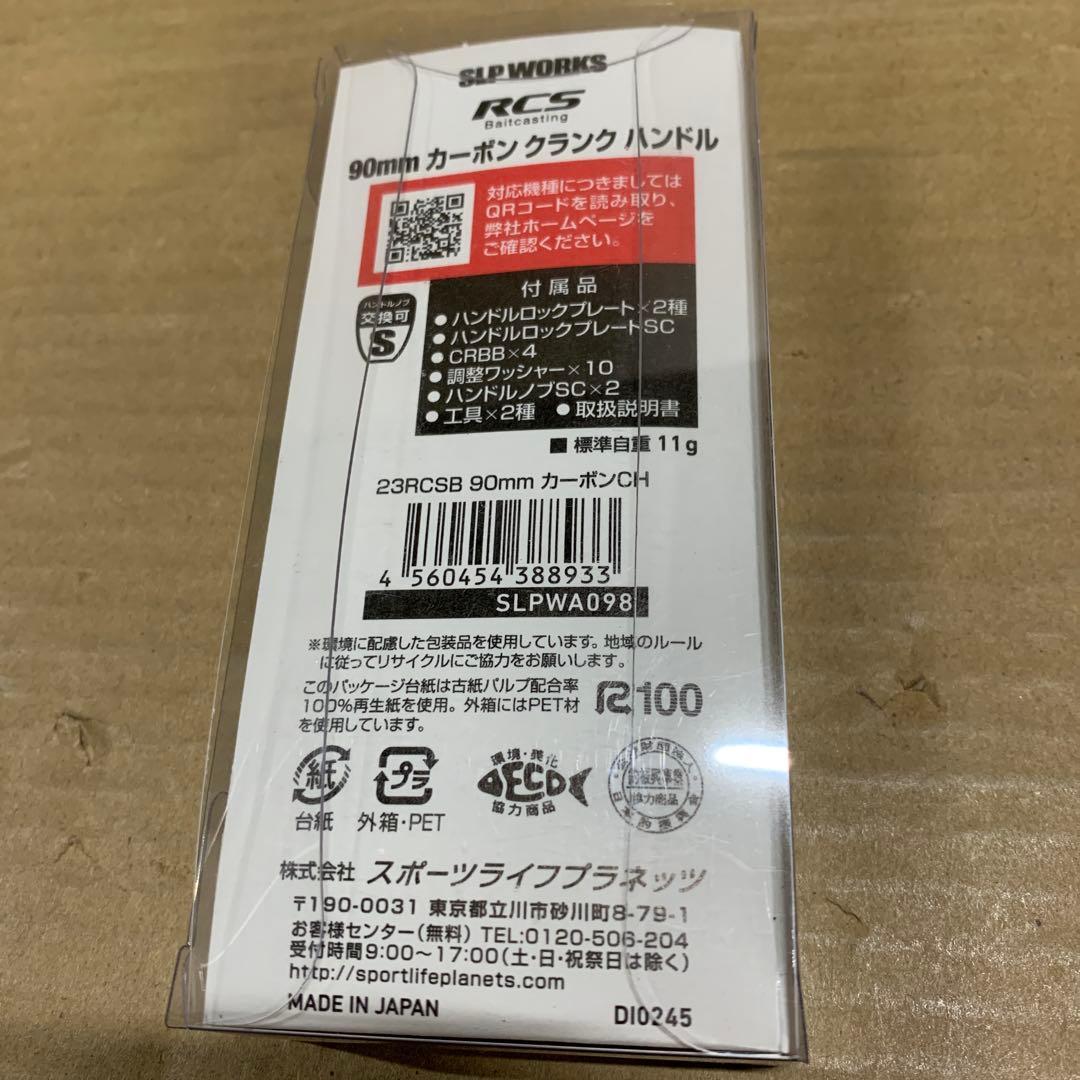 SLP WORKS
RCS
Baitcasting
90mm カーボン クランク ハンドル
対応機種につきましては
QRコードを読み取り、
弊社ホームページを
ご確認ください。
付属品
ハンドルノブ
交換可
S
●ハンドルロックプレート×2種
●ハンドルロックプレートSC
●CRBB×4
●調整ワッシャー×10
●ハンドルノブSC×2
●工具×2種 ●取扱説明書
■標準自重 11g
23RCSB 90mm カーボンCH
4 560454 388933
SLPWA098
※環境に配慮した包装品を使用しています。地域のルール
に従ってリサイクルにご協力をお願いします。
このパッケージ台紙は古紙パルプ配合率
100%再生紙を使用。外箱にはPET材
を使用しています。
R100
紙
プラ
台紙 外箱・PET
環境・美化
ECO
協力商品
協力商品
株式会社 スポーツライフプラネッツ
〒190-0031 東京都立川市砂川町8-79-1
お客様センター(無料) TEL:0120-506-204
受付時間9:00~17:00(土・日・祝祭日は除く)
http://sportlifeplanets.com
MADE IN JAPAN DI0245